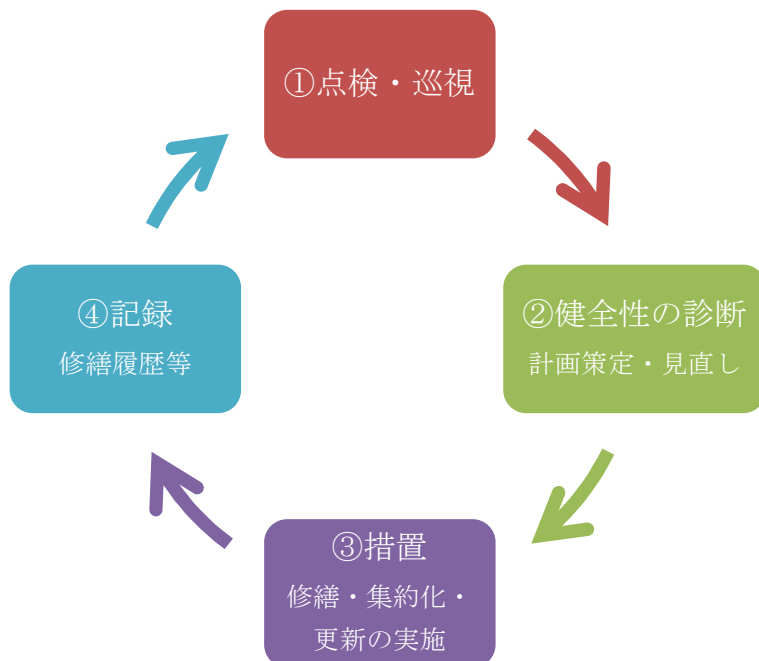 ①点検・巡視
②健全性の診断
計画策定・見直し
③措置
修繕・集約化・
更新の実施
④記録
修繕履歴等